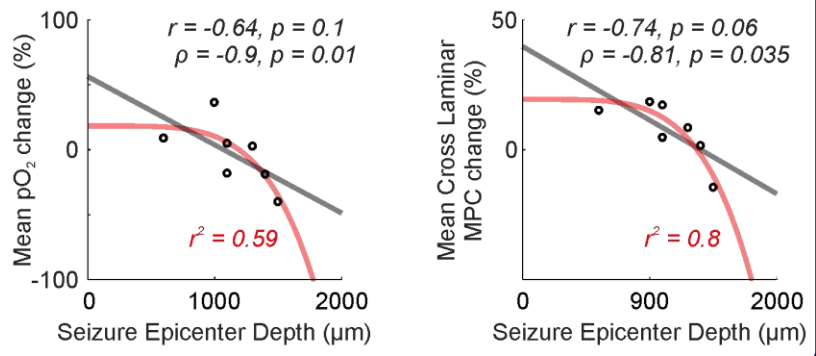 r = -0.64, p = 0.1
ρ = -0.9, p = 0.01
100
0
-100
Mean pO₂ change (%)
r² = 0.59
0 1000 2000
Seizure Epicenter Depth (µm)
r = -0.74, p = 0.06
ρ = -0.81, p = 0.035
50
0
Mean Cross Laminar
MPC change (%)
r² = 0.8
0 900 2000
Seizure Epicenter Depth (µm)